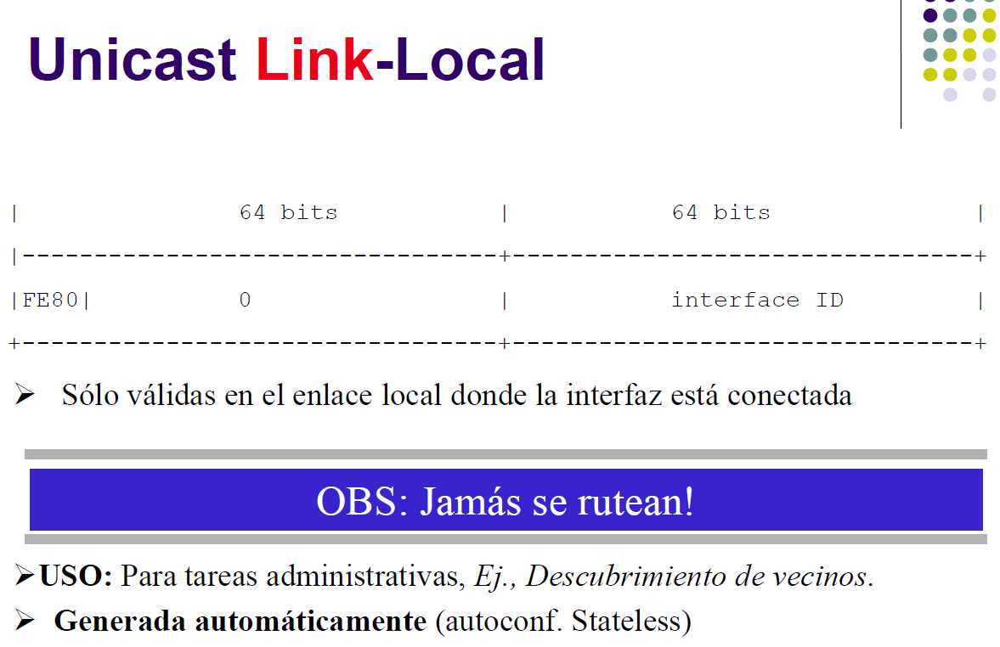 Unicast Link-Local
| 64 bits | 64 bits |
|---------------------------------+--------------------------------+
|FE80| 0 | interface ID |
+---------------------------------+--------------------------------+
➢ Sólo válidas en el enlace local donde la interfaz está conectada
OBS: Jamás se rutean!
➢USO: Para tareas administrativas, Ej., Descubrimiento de vecinos.
➢ Generada automáticamente (autoconf. Stateless)